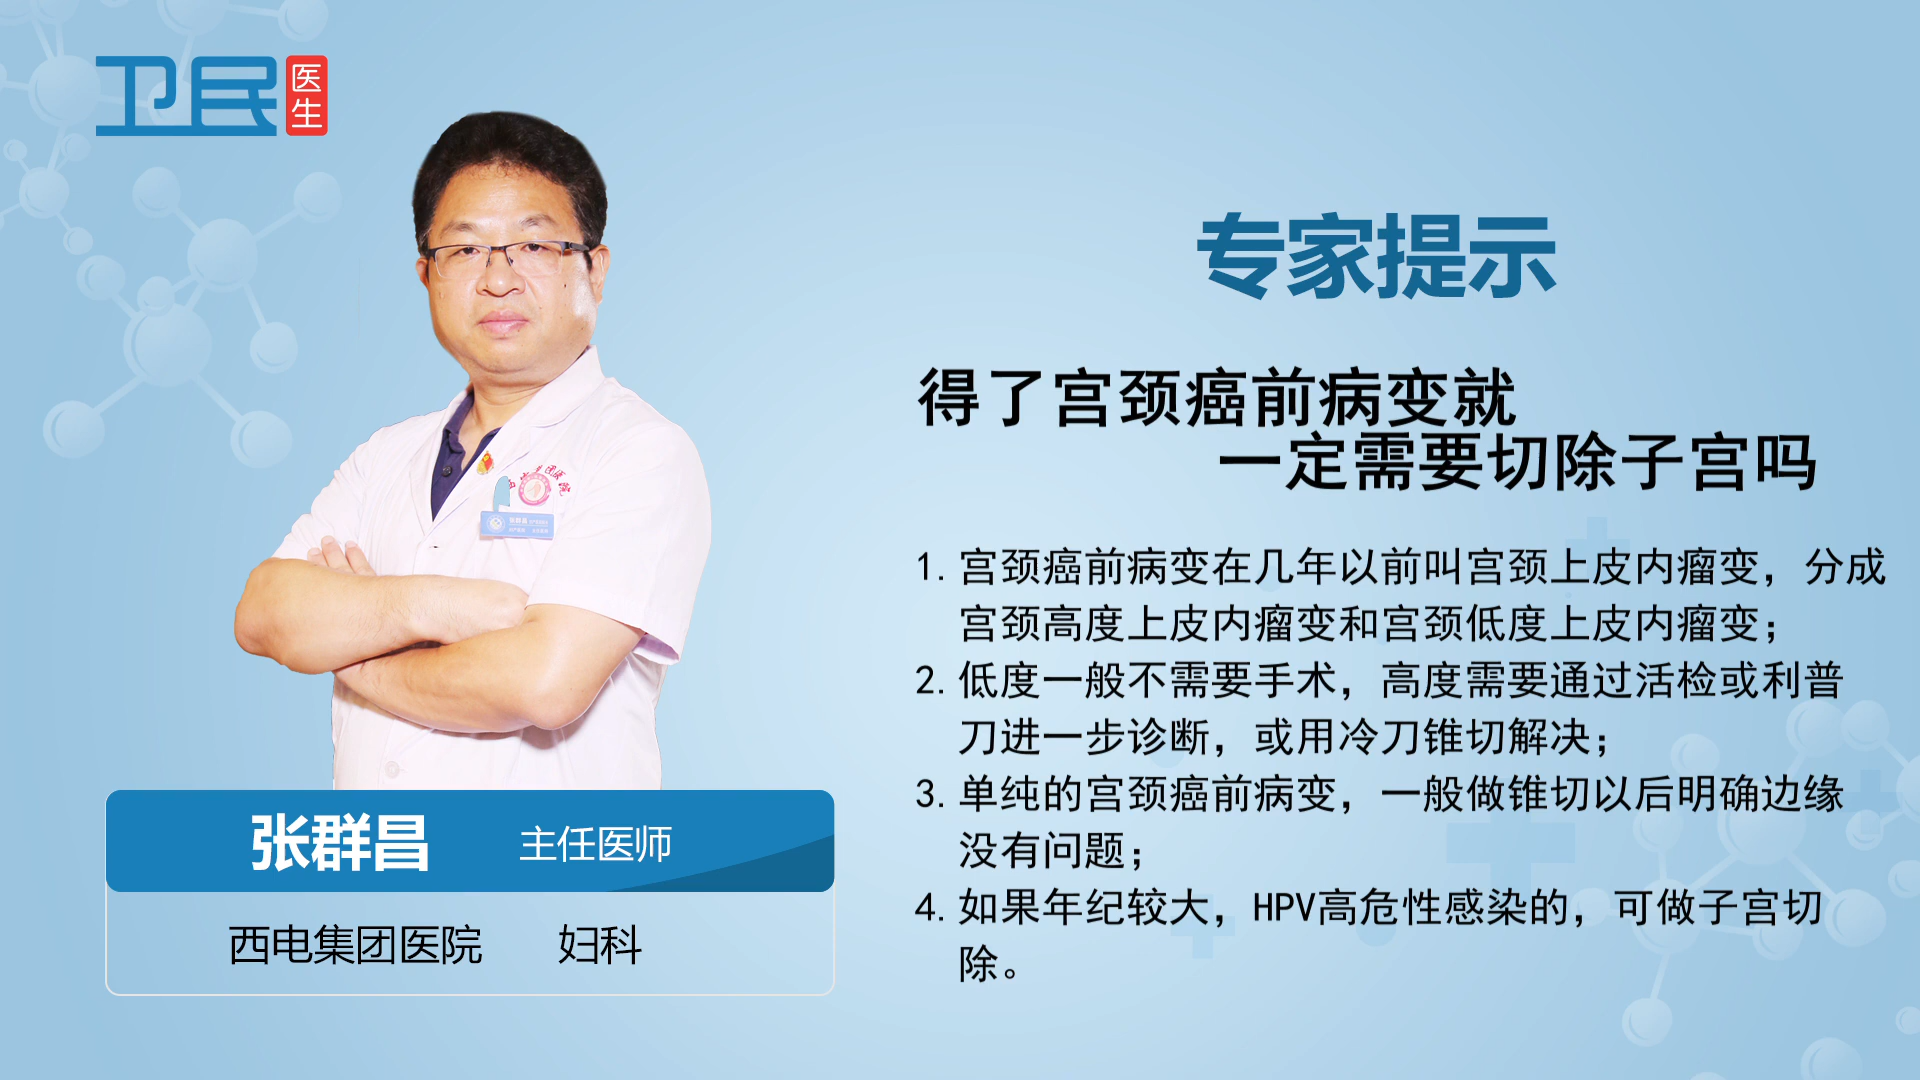 卫民医生
专家提示
得了宫颈癌前病变就
一定需要切除子宫吗
1. 宫颈癌前病变在几年以前叫宫颈上皮内瘤变，分成
宫颈高度上皮内瘤变和宫颈低度上皮内瘤变；
2. 低度一般不需要手术，高度需要通过活检或利普
刀进一步诊断，或用冷刀锥切解决；
3. 单纯的宫颈癌前病变，一般做锥切以后明确边缘
没有问题；
4. 如果年纪较大，HPV高危性感染的，可做子宫切
除。
张群昌
张群昌 主任医师
西电集团医院 妇科